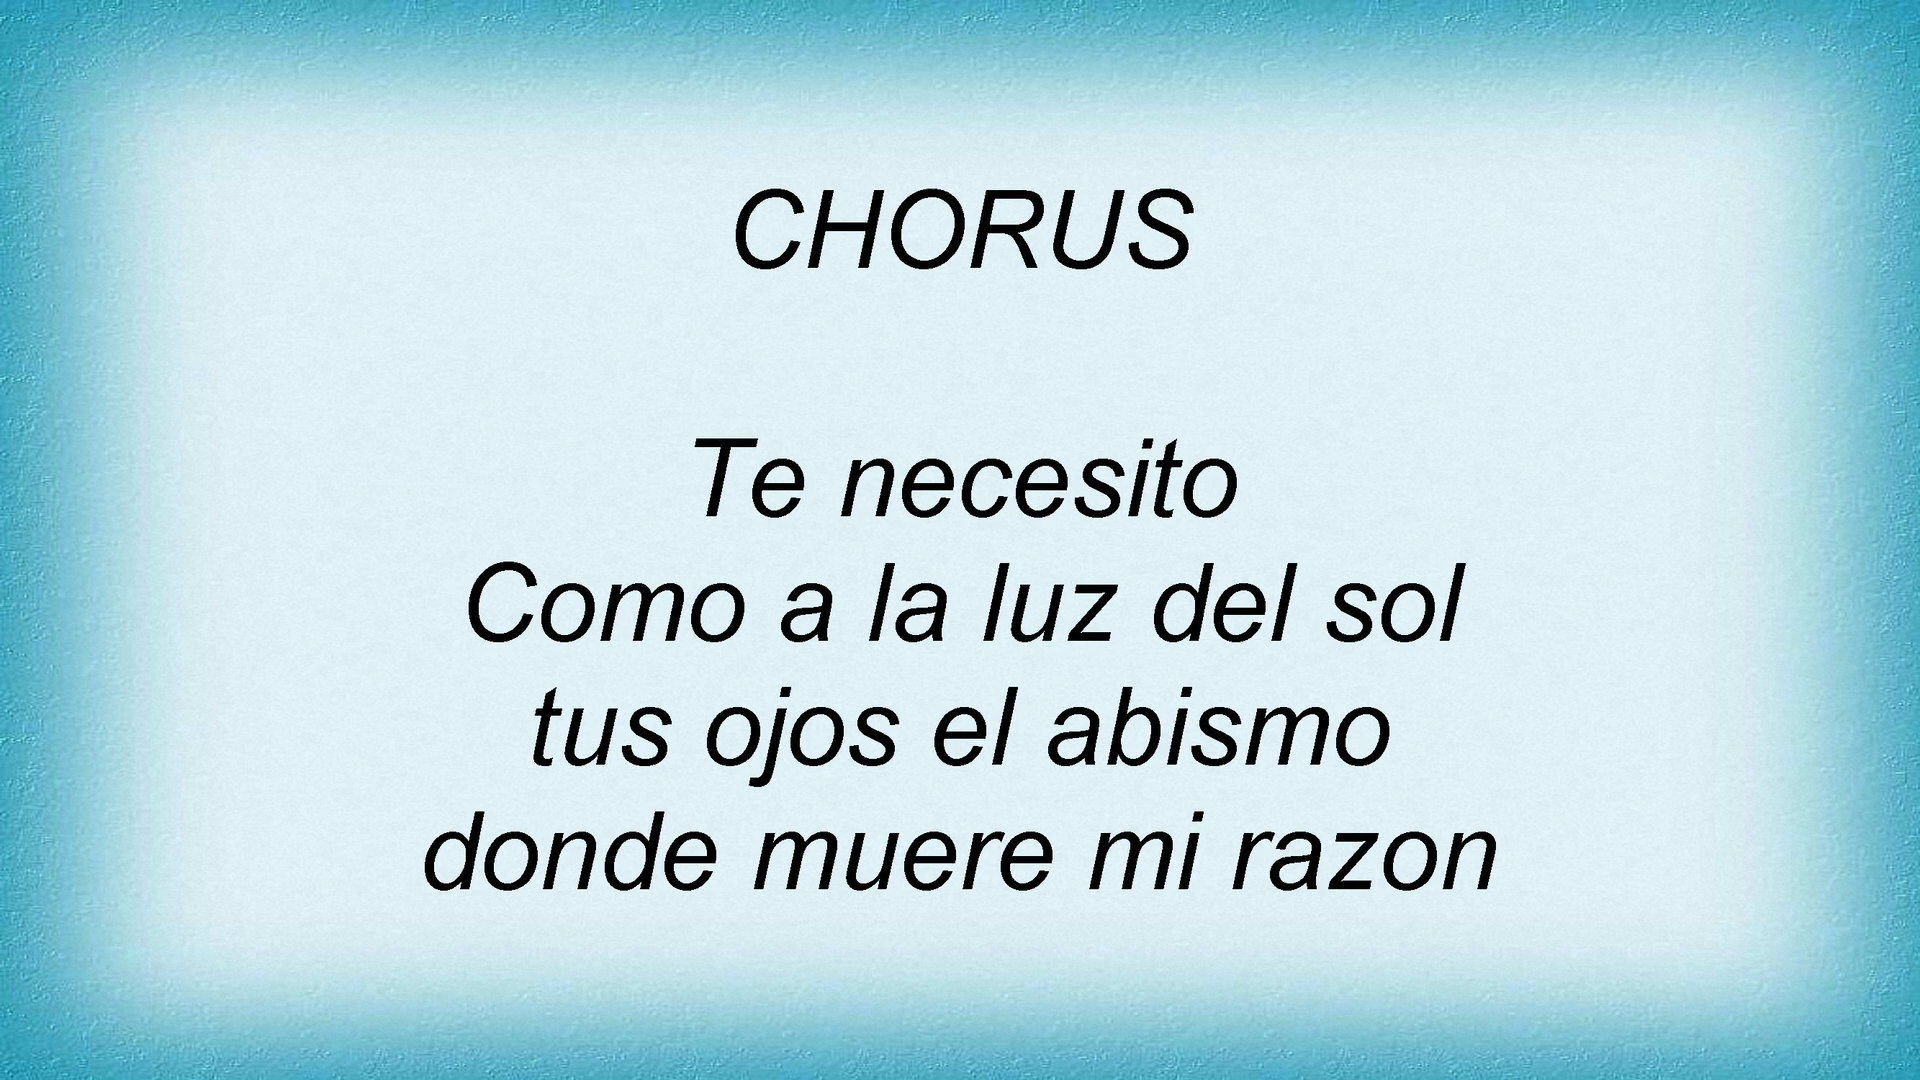 CHORUS
Te necesito
Como a la luz del sol
tus ojos el abismo
donde muere mi razon